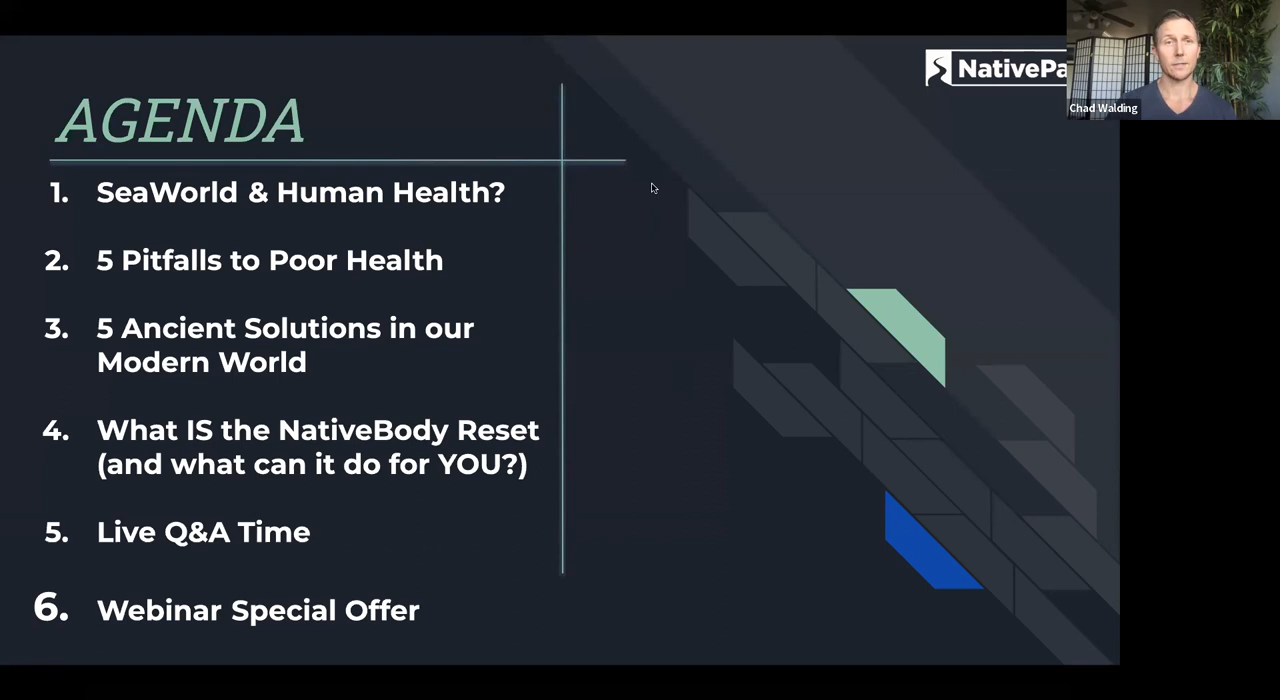 NativePa
Chad Walding
AGENDA
1. SeaWorld & Human Health?
2. 5 Pitfalls to Poor Health
3. 5 Ancient Solutions in our
Modern World
4. What IS the NativeBody Reset
(and what can it do for YOU?)
5. Live Q&A Time
6. Webinar Special Offer